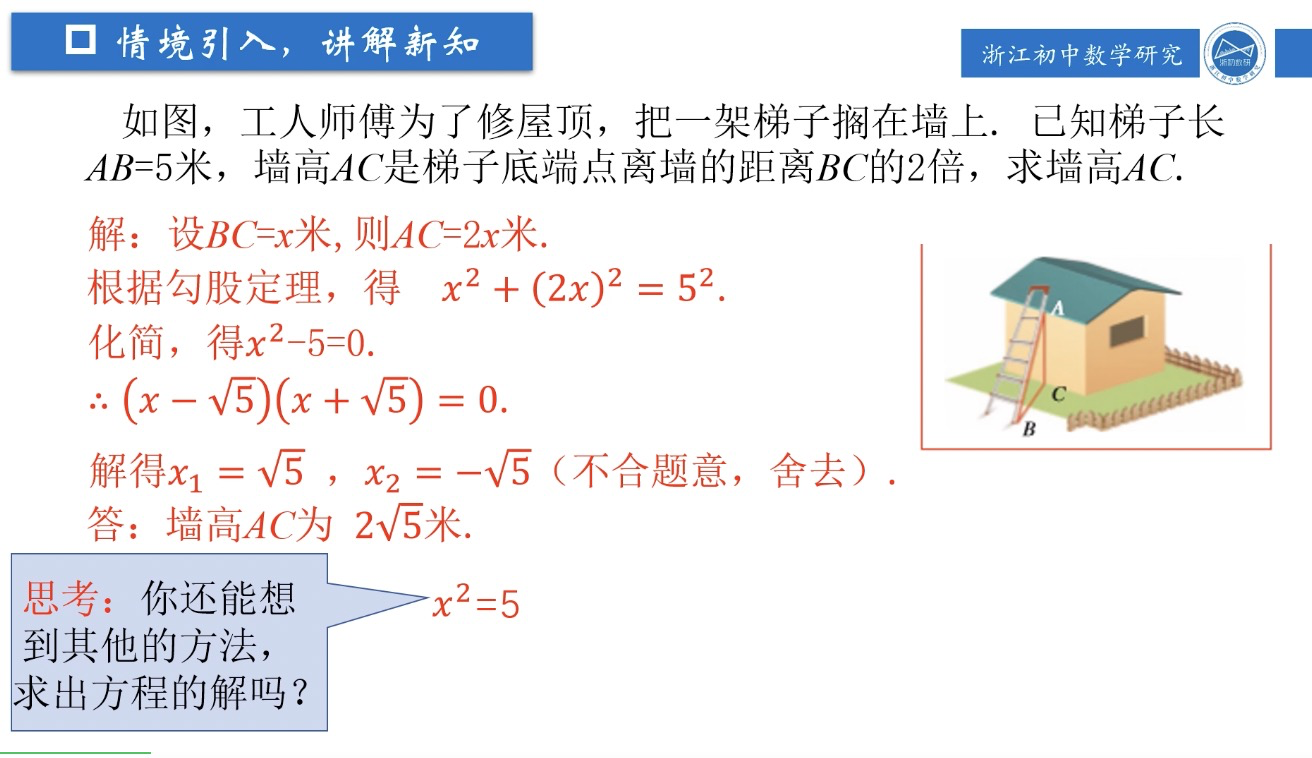 情境引入，讲解新知
浙江初中数学研究
如图，工人师傅为了修屋顶，把一架梯子搁在墙上. 已知梯子长
AB=5米，墙高AC是梯子底端点离墙的距离BC的2倍，求墙高AC.
解：设BC=x米,则AC=2x米.
根据勾股定理，得 x²+(2x)²=5².
化简，得x²-5=0.
∴(x-√5)(x+√5)=0.
解得x₁=√5 ，x₂=-√5（不合题意，舍去）.
答：墙高AC为 2√5米.
A
C
B
思考：你还能想
到其他的方法，
求出方程的解吗？
x²=5